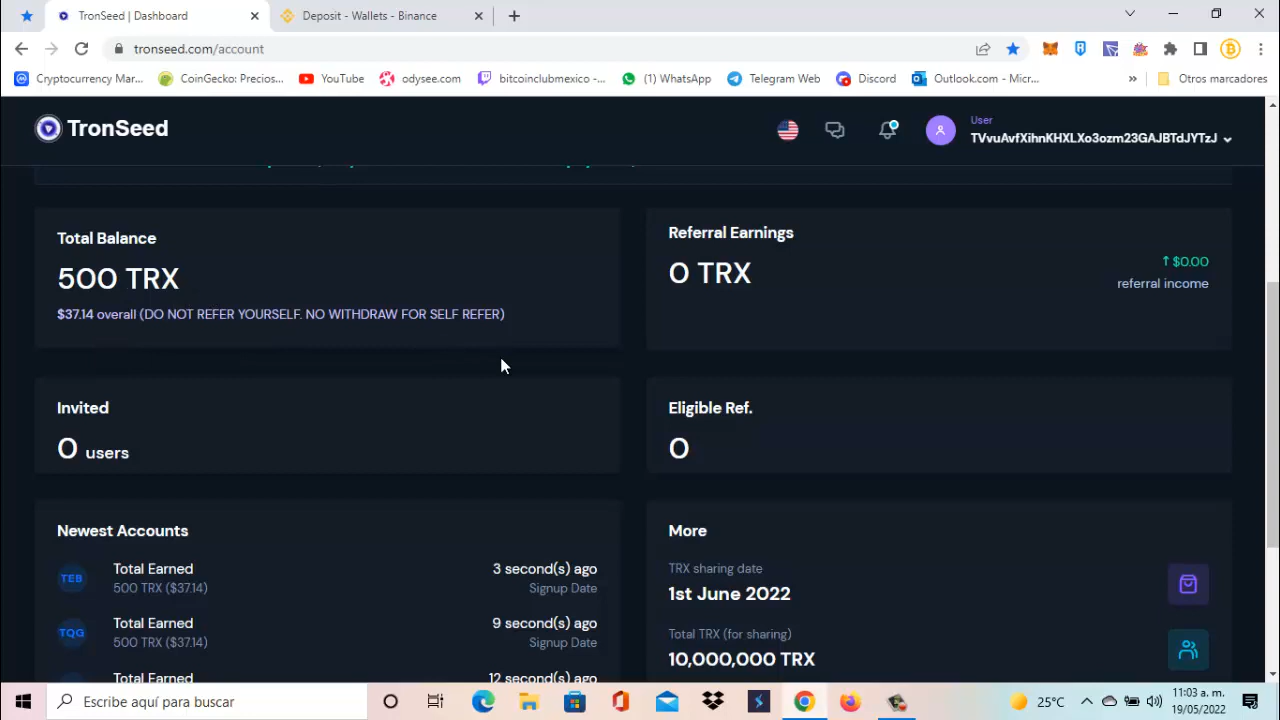 TronSeed | Dashboard
Deposit - Wallets - Binance
tronseed.com/account
Cryptocurrency Mar...
CoinGecko: Precios...
YouTube
odysee.com
bitcoinclubmexico -...
(1) WhatsApp
Telegram Web
Discord
Outlook.com - Micr...
»
Otros marcadores
TronSeed
User
TVvuAvfXihnKHXLXo3ozm23GAJBTdJYTzJ
Total Balance
500 TRX
$37.14 overall (DO NOT REFER YOURSELF. NO WITHDRAW FOR SELF REFER)
Referral Earnings
0 TRX
↑ $0.00
referral income
Invited
0 users
Eligible Ref.
0
Newest Accounts
TEB
Total Earned
500 TRX ($37.14)
3 second(s) ago
Signup Date
TQG
Total Earned
500 TRX ($37.14)
9 second(s) ago
Signup Date
Total Earned
12 second(s) ago
More
TRX sharing date
1st June 2022
Total TRX (for sharing)
10,000,000 TRX
Escribe aquí para buscar
25°C
11:03 a. m.
19/05/2022